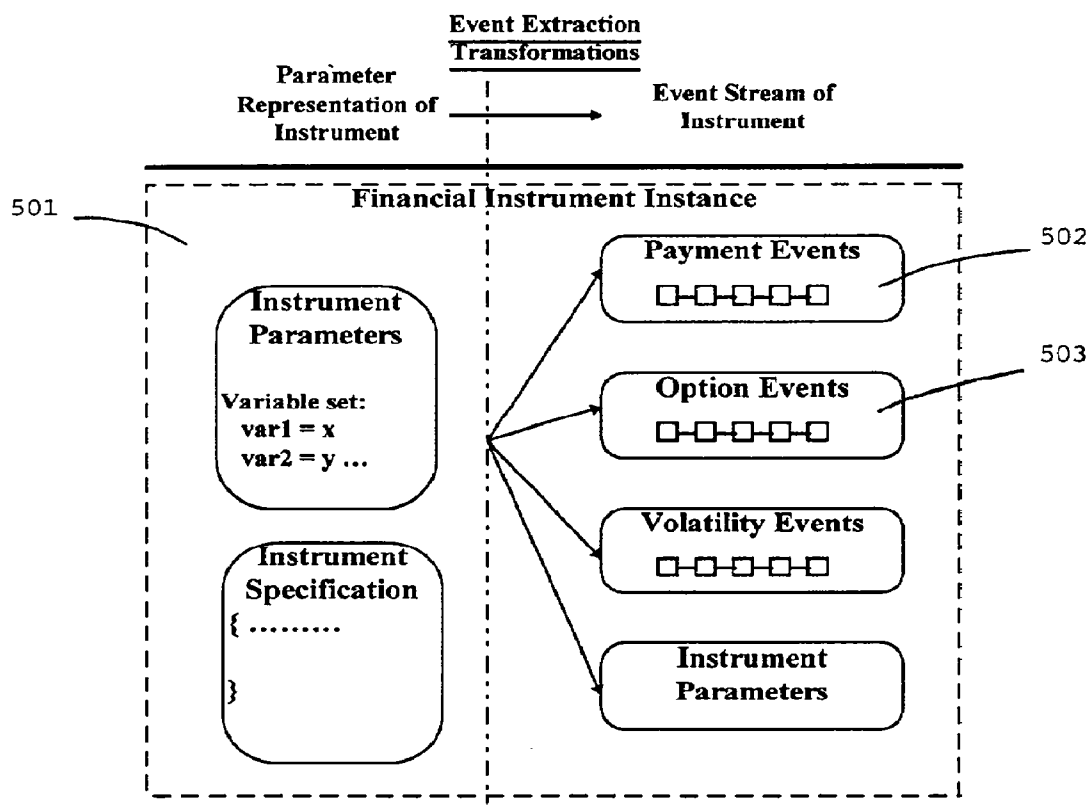 Event Extraction
Transformations
Parameter
Representation of
Instrument
Event Stream of
Instrument
Financial Instrument Instance
501
502
503
Instrument
Parameters
Variable set:
var1 = x
var2 = y ...
Instrument
Specification
{ .........
}
Payment Events
Option Events
Volatility Events
Instrument
Parameters